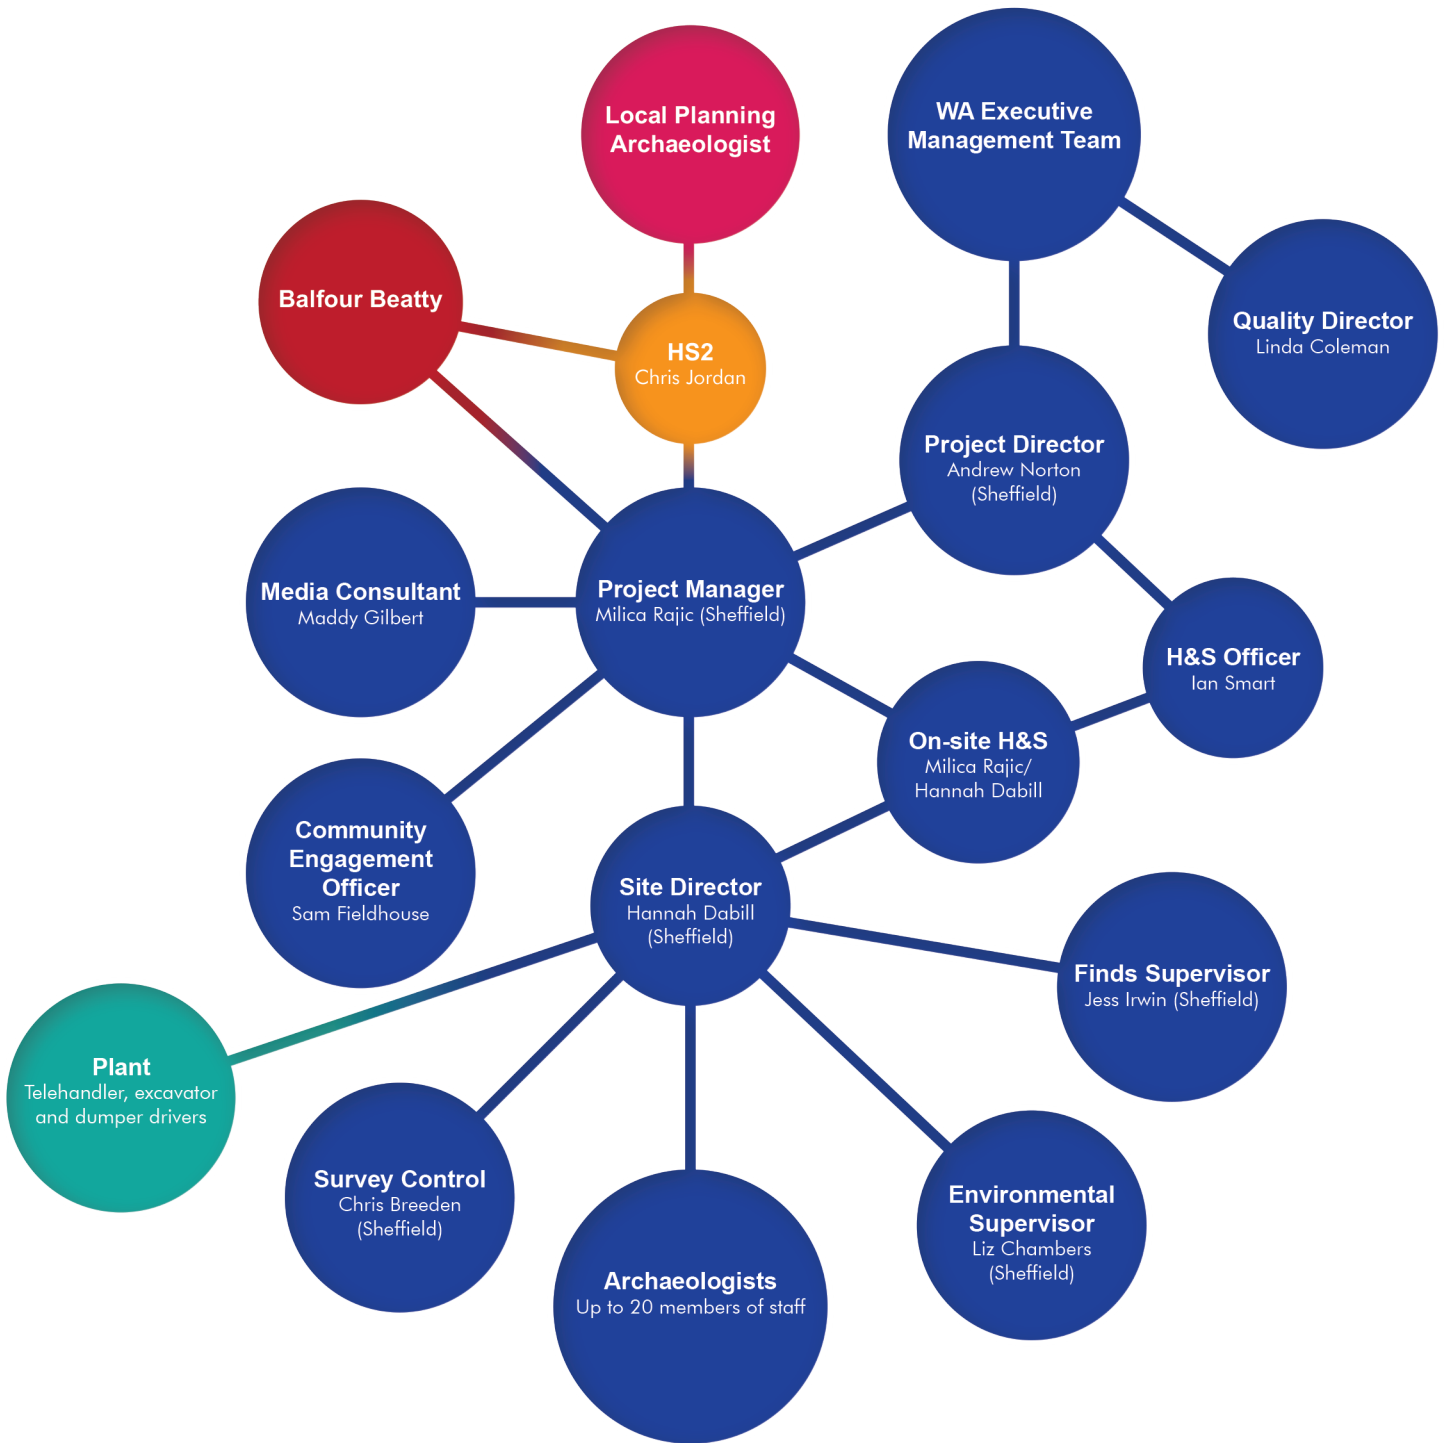 Local Planning
Archaeologist
WA Executive
Management Team
Balfour Beatty
HS2
Chris Jordan
Quality Director
Linda Coleman
Project Director
Andrew Norton
(Sheffield)
Media Consultant
Maddy Gilbert
Project Manager
Milica Rajic (Sheffield)
H&S Officer
Ian Smart
On-site H&S
Milica Rajic/
Hannah Dabill
Community
Engagement
Officer
Sam Fieldhouse
Site Director
Hannah Dabill
(Sheffield)
Finds Supervisor
Jess Irwin (Sheffield)
Plant
Telehandler, excavator
and dumper drivers
Survey Control
Chris Breeden
(Sheffield)
Environmental
Supervisor
Liz Chambers
(Sheffield)
Archaeologists
Up to 20 members of staff